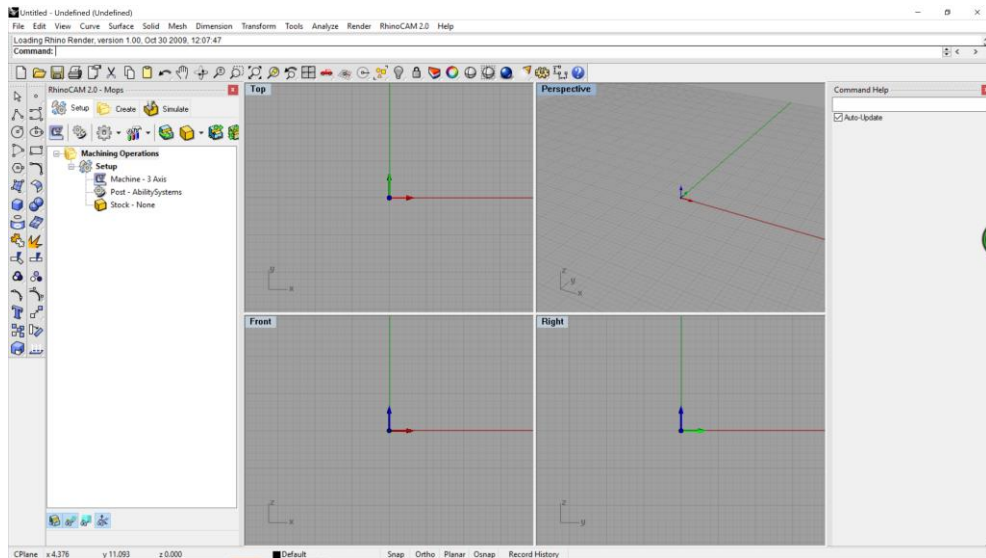 Untitled - Undefined (Undefined)
File Edit View Curve Surface Solid Mesh Dimension Transform Tools Analyze Render RhinoCAM 2.0 Help
Loading Rhino Render, version 1.00, Oct 30 2009, 12:07:47
Command:
RhinoCAM 2.0 - Mops
Setup Create Simulate
Machining Operations
Setup
Machine - 3 Axis
Post - AbilitySystems
Stock - None
Top
y
x
Perspective
z
y
x
Front
z
x
Right
z
y
Command Help
Auto-Update
CPlane x 4.376 y 11.093 z 0.000 Default Snap Ortho Planar Osnap Record History